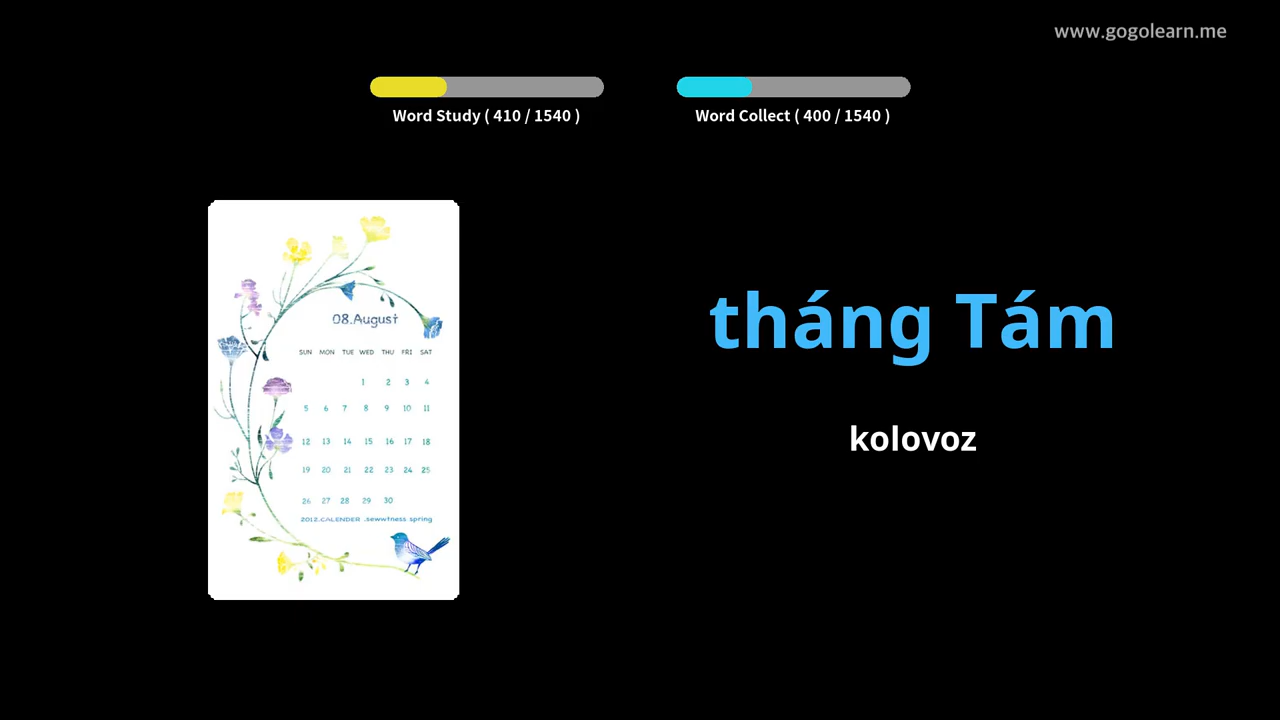 www.gogolearn.me
Word Study ( 410 / 1540 )
Word Collect ( 400 / 1540 )
08.August
SUN MON TUE WED THU FRI SAT
1 2 3 4
5 6 7 8 9 10 11
12 13 14 15 16 17 18
19 20 21 22 23 24 25
26 27 28 29 30
2012.CALENDER .sewwtness spring
tháng Tám
kolovoz